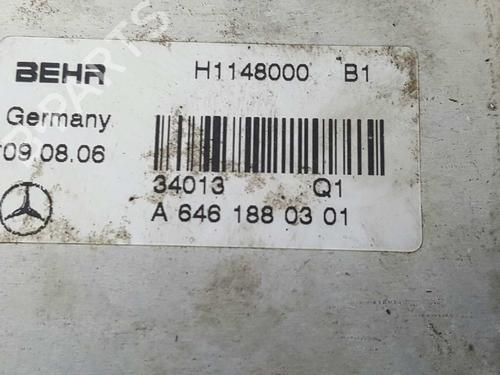 BEHR H1148000 B1
Germany
09.08.06
34013 Q1
A 646 188 03 01